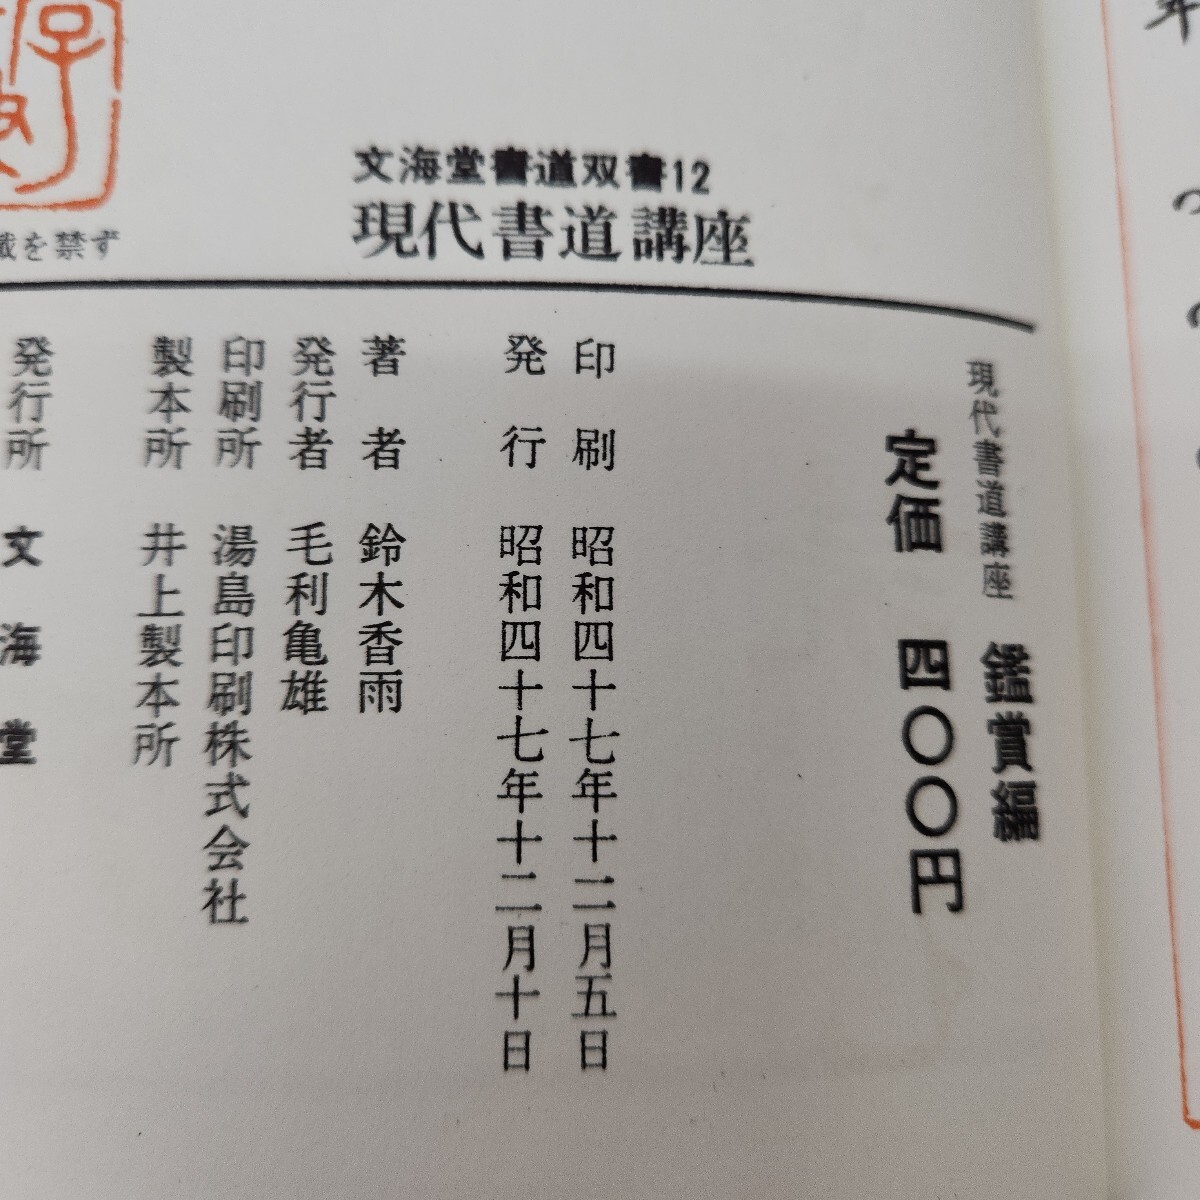 文海堂書道双書12
現代書道講座
現代書道講座 鑑賞編
定価 四〇〇円
印刷 昭和四十七年十二月五日
発行 昭和四十七年十二月十日
著者 鈴木香雨
発行者 毛利亀雄
印刷所 湯島印刷株式会社
製本所 井上製本所
発行所 文海堂
載を禁ず